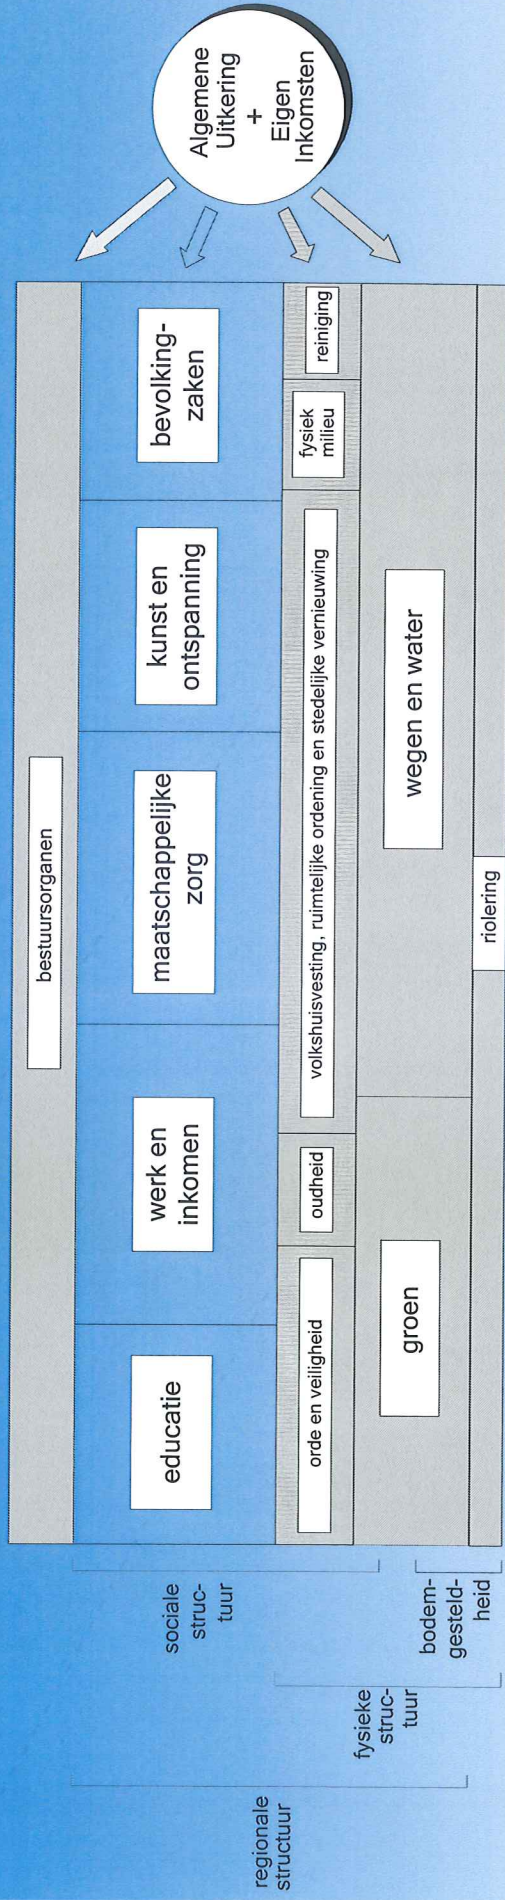 bestuursorganen
educatie
werk en
inkomen
maatschappelijke
zorg
kunst en
ontspanning
bevolking-
zaken
orde en veiligheid
oudheid
volkshuisvesting, ruimtelijke ordening en stedelijke vernieuwing
fysiek
milieu
reiniging
groen
wegen en water
riolering
Algemene
Uitkering
+
Eigen
Inkomsten
sociale
struc-
tuur
bodem-
gesteld-
heid
fysieke
struc-
tuur
regionale
structuur